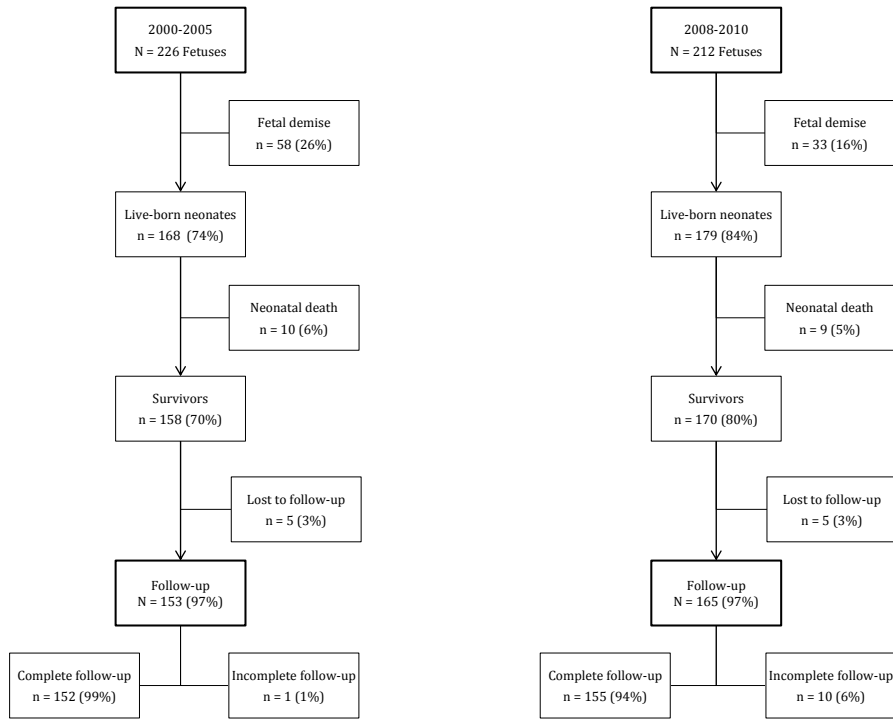 2000-2005
N = 226 Fetuses
Fetal demise
n = 58 (26%)
Live-born neonates
n = 168 (74%)
Neonatal death
n = 10 (6%)
Survivors
n = 158 (70%)
Lost to follow-up
n = 5 (3%)
Follow-up
N = 153 (97%)
Complete follow-up
n = 152 (99%)
Incomplete follow-up
n = 1 (1%)
2008-2010
N = 212 Fetuses
Fetal demise
n = 33 (16%)
Live-born neonates
n = 179 (84%)
Neonatal death
n = 9 (5%)
Survivors
n = 170 (80%)
Lost to follow-up
n = 5 (3%)
Follow-up
N = 165 (97%)
Complete follow-up
n = 155 (94%)
Incomplete follow-up
n = 10 (6%)